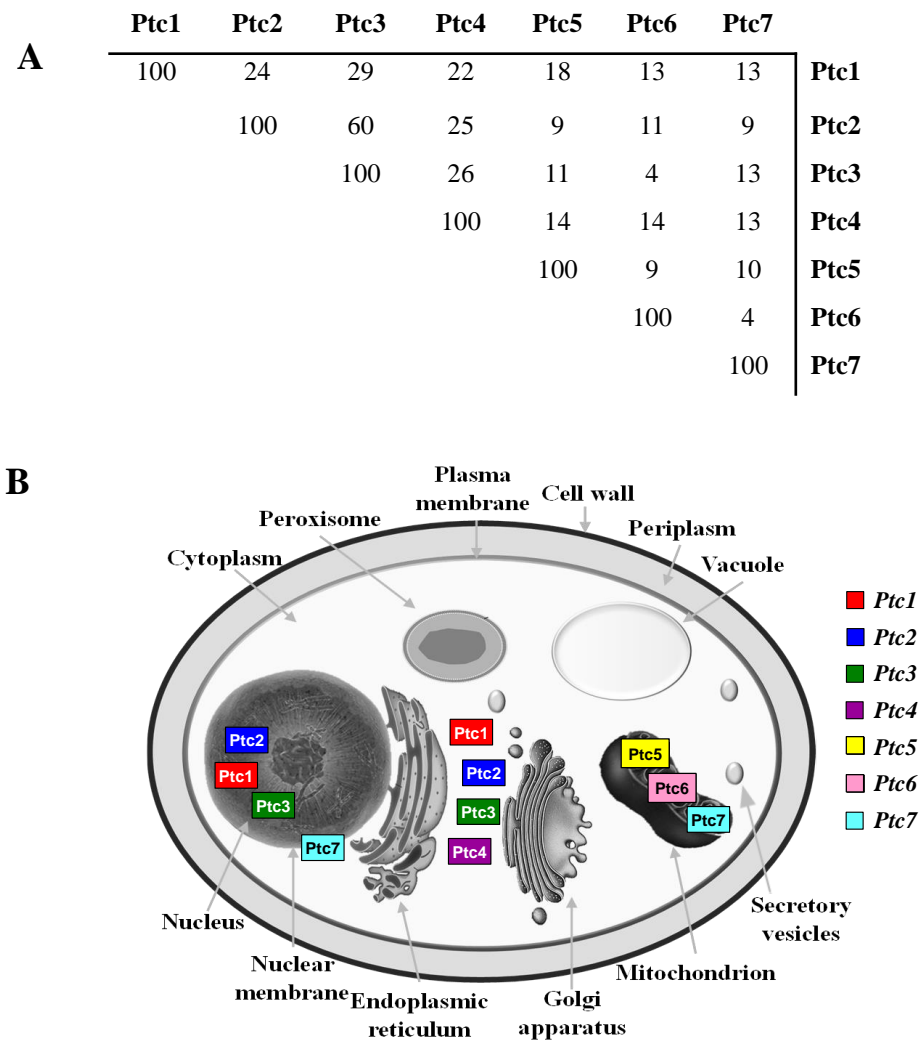 A
Ptc1 Ptc2 Ptc3 Ptc4 Ptc5 Ptc6 Ptc7
100 24 29 22 18 13 13 Ptc1
100 60 25 9 11 9 Ptc2
100 26 11 4 13 Ptc3
100 14 14 13 Ptc4
100 9 10 Ptc5
100 4 Ptc6
100 Ptc7
B
Plasma
membrane
Cell wall
Peroxisome
Periplasm
Cytoplasm
Vacuole
Ptc1
Ptc2
Ptc3
Ptc4
Ptc5
Ptc6
Ptc7
Ptc2
Ptc1
Ptc3
Ptc7
Ptc1
Ptc2
Ptc3
Ptc4
Ptc5
Ptc6
Ptc7
Nucleus
Nuclear
membrane
Endoplasmic
reticulum
Golgi
apparatus
Mitochondrion
Secretory
vesicles